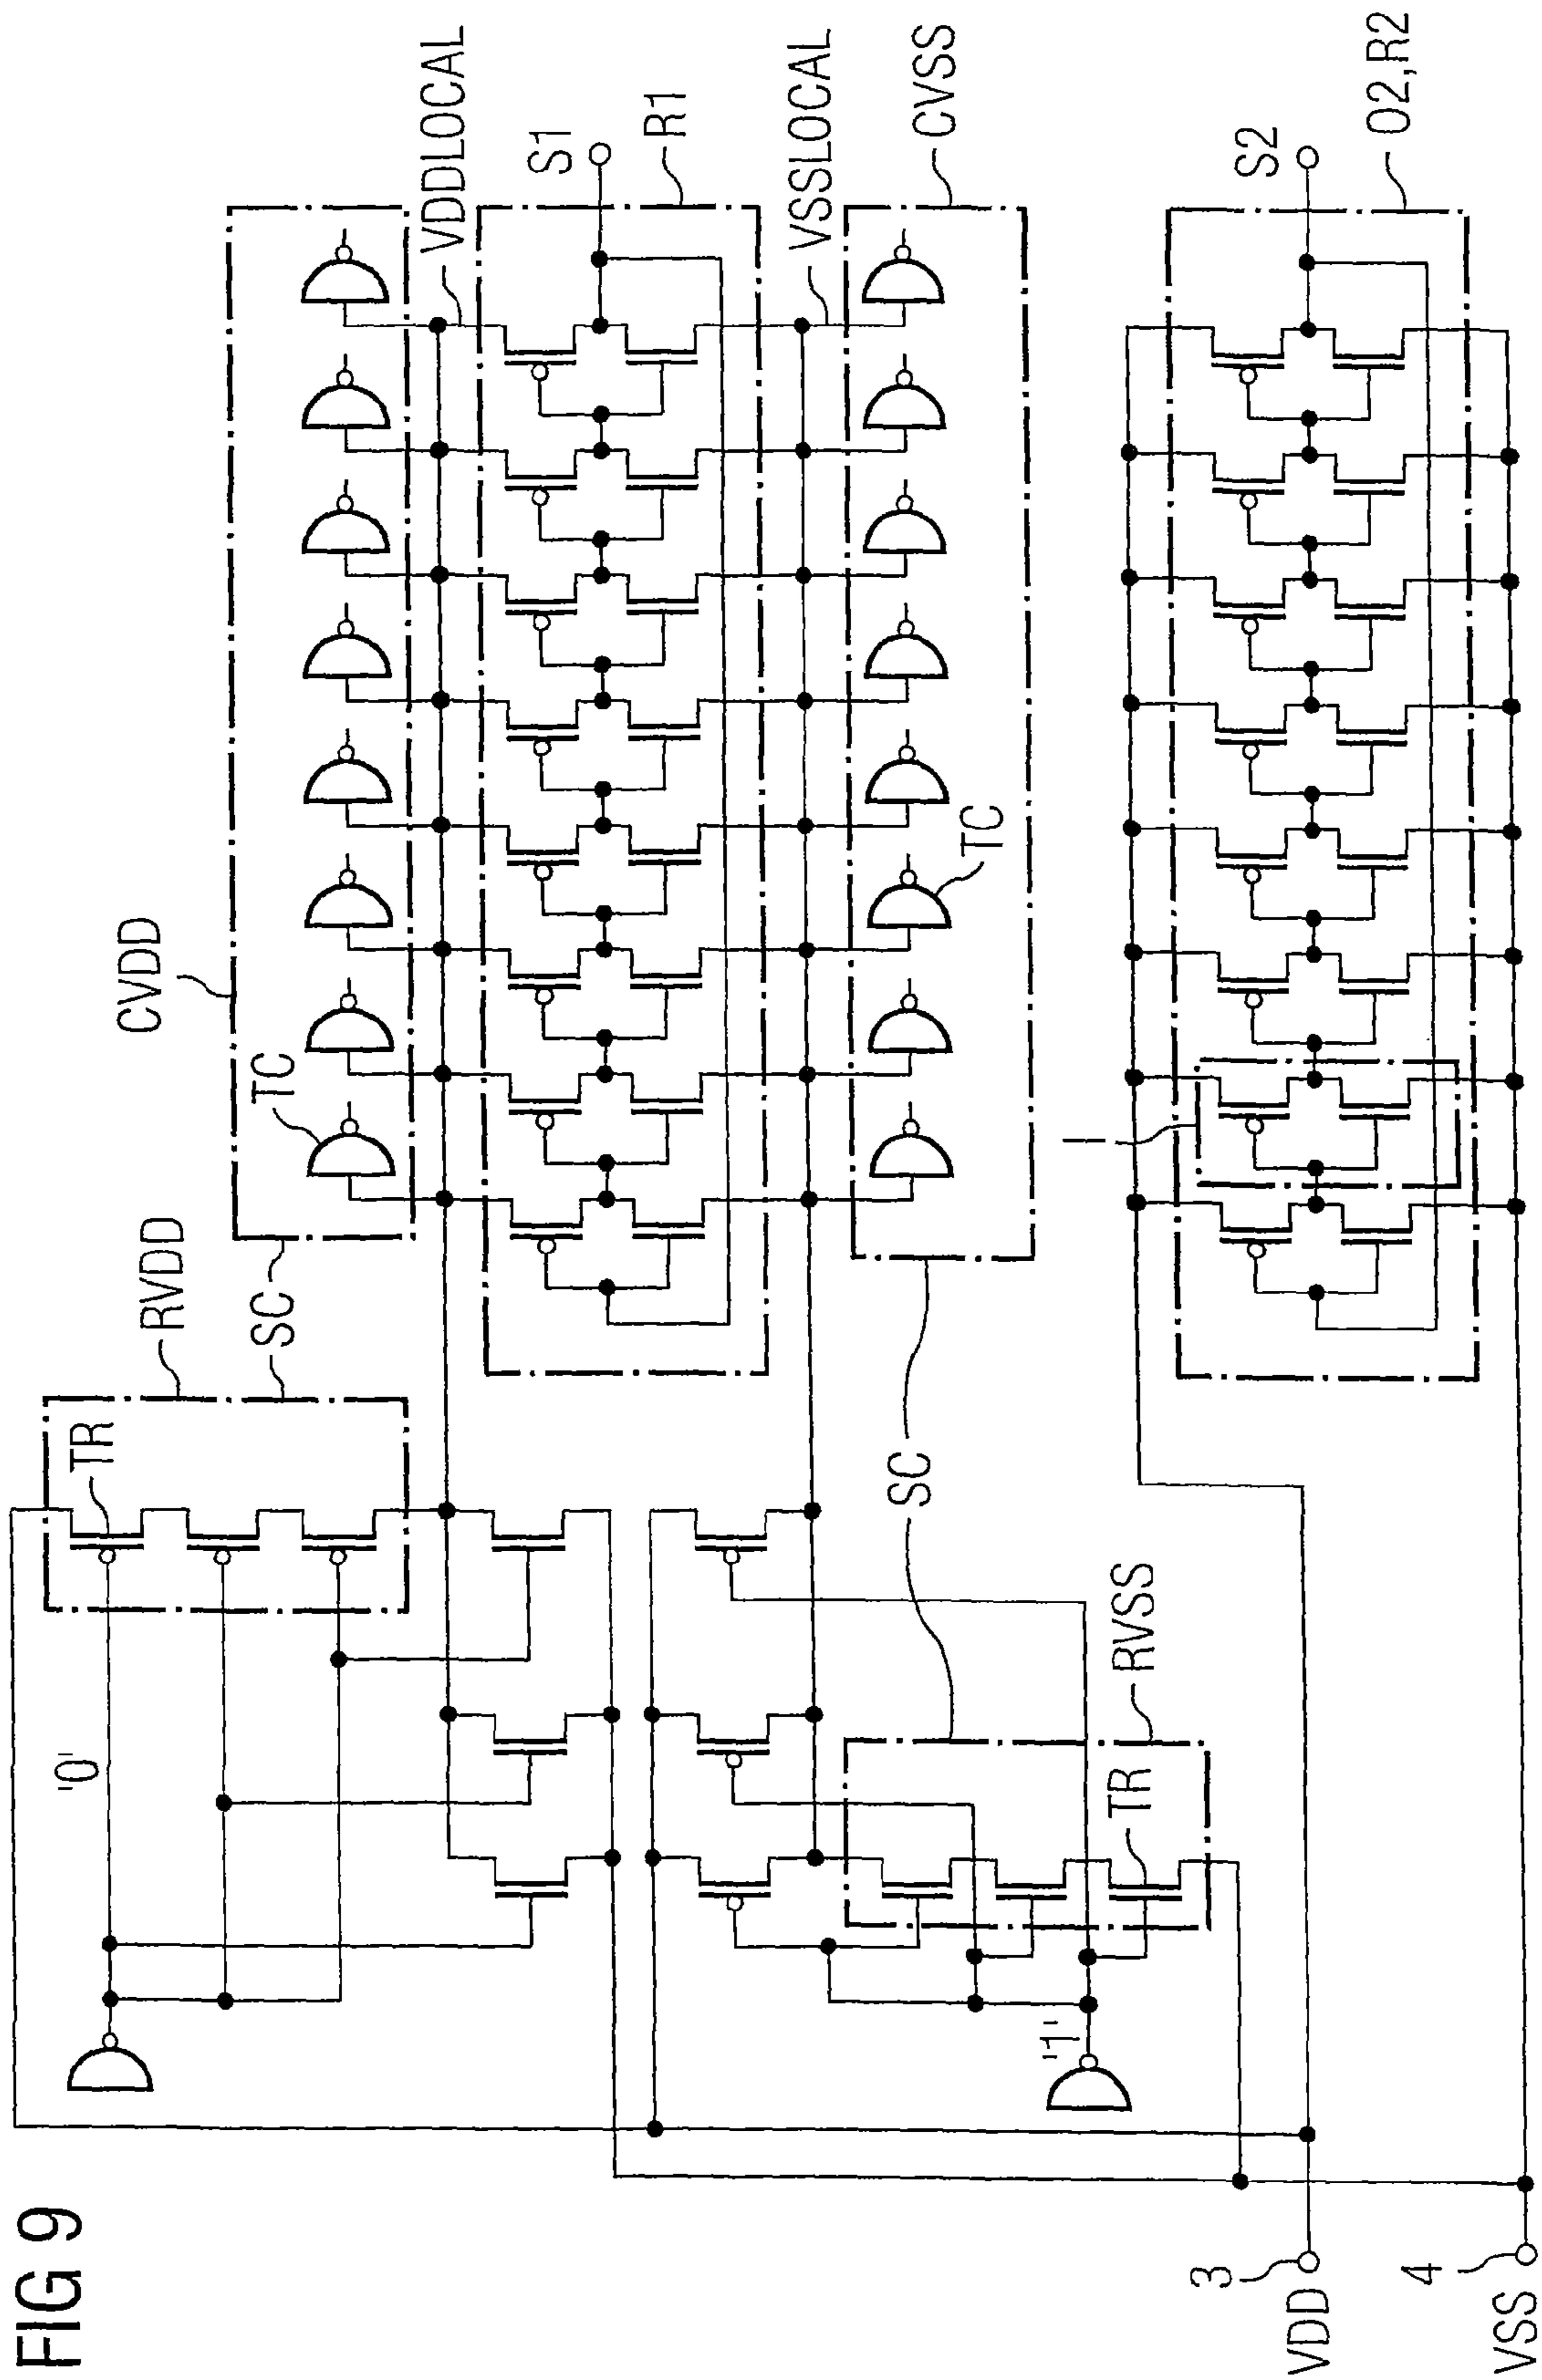 FIG 9
CVDD
TC
VDDLOCAL
S1
R1
VSSLOCAL
CVSS
TC
RVDD
SC
TR
'0'
SC
RVSS
TR
'1'
S2
O2,R2
I
3
VDD
4
VSS